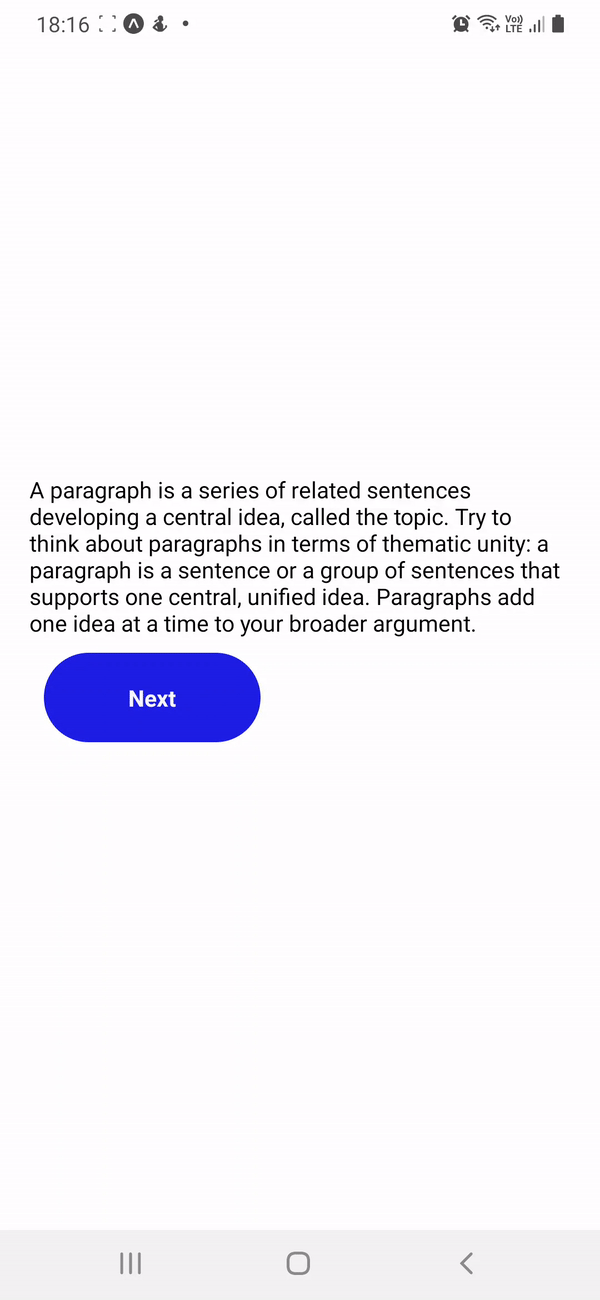 18:16
Vo))
LTE
A paragraph is a series of related sentences
developing a central idea, called the topic. Try to
think about paragraphs in terms of thematic unity: a
paragraph is a sentence or a group of sentences that
supports one central, unified idea. Paragraphs add
one idea at a time to your broader argument.
Next